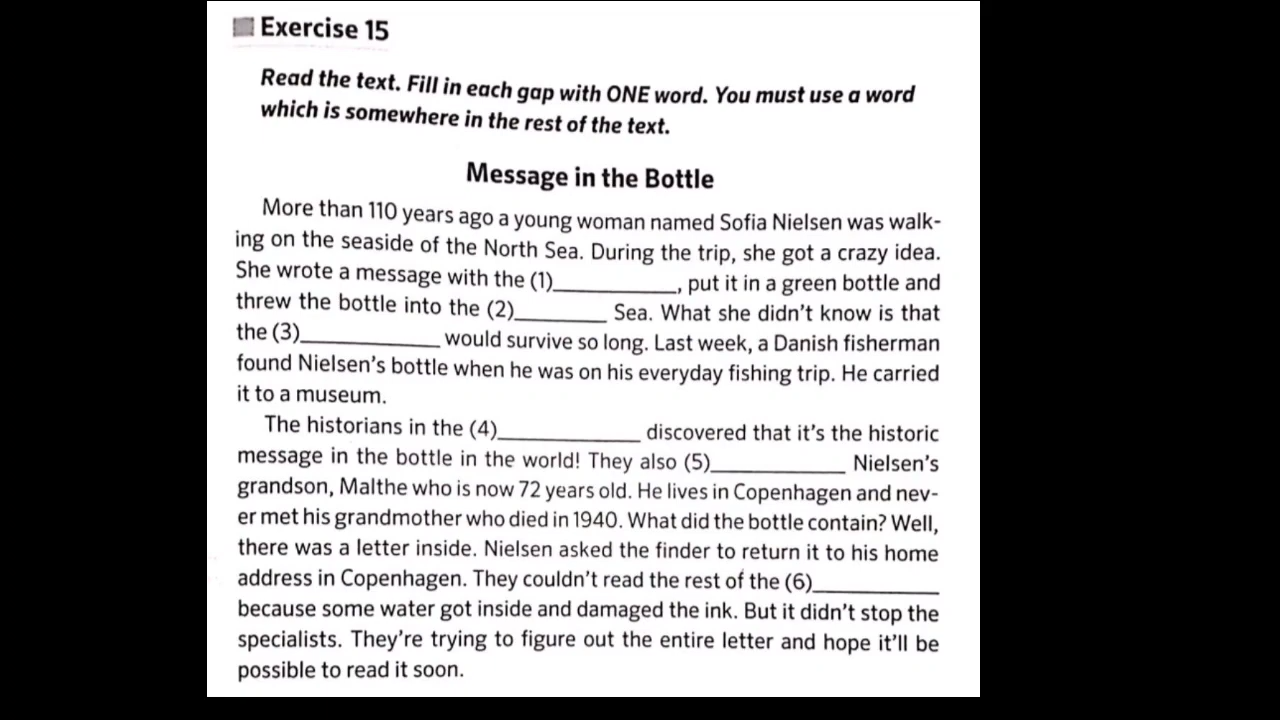 Exercise 15
Read the text. Fill in each gap with ONE word. You must use a word
which is somewhere in the rest of the text.
Message in the Bottle
More than 110 years ago a young woman named Sofia Nielsen was walk-
ing on the seaside of the North Sea. During the trip, she got a crazy idea.
She wrote a message with the (1)____________, put it in a green bottle and
threw the bottle into the (2)_________ Sea. What she didn't know is that
the (3)______________ would survive so long. Last week, a Danish fisherman
found Nielsen's bottle when he was on his everyday fishing trip. He carried
it to a museum.
The historians in the (4)______________ discovered that it's the historic
message in the bottle in the world! They also (5)_____________ Nielsen's
grandson, Malthe who is now 72 years old. He lives in Copenhagen and nev-
er met his grandmother who died in 1940. What did the bottle contain? Well,
there was a letter inside. Nielsen asked the finder to return it to his home
address in Copenhagen. They couldn't read the rest of the (6)____________
because some water got inside and damaged the ink. But it didn't stop the
specialists. They're trying to figure out the entire letter and hope it'll be
possible to read it soon.